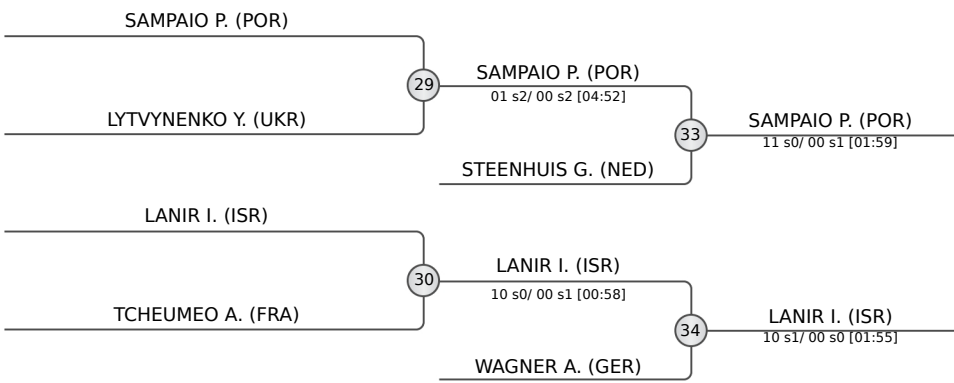 SAMPAIO P. (POR)
29
SAMPAIO P. (POR)
01 s2/ 00 s2 [04:52]
LYTVYNENKO Y. (UKR)
33
SAMPAIO P. (POR)
11 s0/ 00 s1 [01:59]
STEENHUIS G. (NED)
LANIR I. (ISR)
30
LANIR I. (ISR)
10 s0/ 00 s1 [00:58]
TCHEUMEO A. (FRA)
34
LANIR I. (ISR)
10 s1/ 00 s0 [01:55]
WAGNER A. (GER)